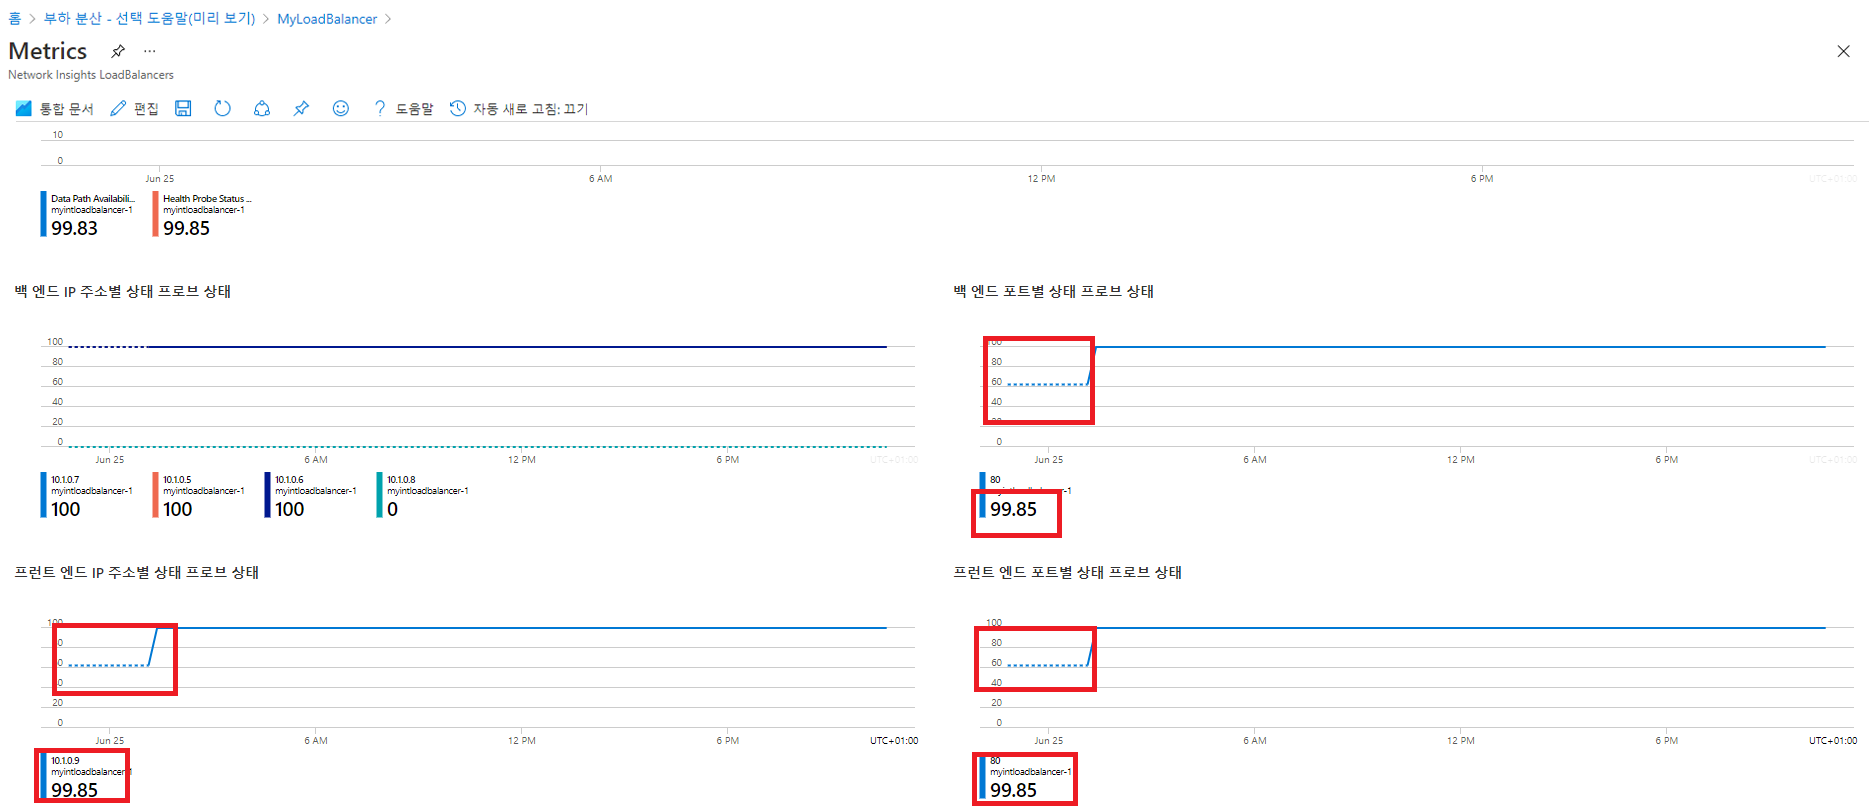 홈 > 부하 분산 - 선택 도움말(미리 보기) > MyLoadBalancer >
Metrics ...
Network Insights LoadBalancers
통합 문서 편집 ? 도움말 자동 새로 고침: 끄기
10
0
Jun 25 6 AM 12 PM 6 PM UTC+01:00
Data Path Availabili... Health Probe Status ...
myintloadbalancer-1 myintloadbalancer-1
99.83 99.85
백 엔드 IP 주소별 상태 프로브 상태
100
80
60
40
20
0
Jun 25 6 AM 12 PM 6 PM UTC+01:00
10.1.0.7 10.1.0.5 10.1.0.6 10.1.0.8
myintloadbalancer-1 myintloadbalancer-1 myintloadbalancer-1 myintloadbalancer-1
100 100 100 0
백 엔드 포트별 상태 프로브 상태
80
60
40
0
Jun 25 6 AM 12 PM 6 PM UTC+01:00
80
99.85
프런트 엔드 IP 주소별 상태 프로브 상태
100
20
0
Jun 25 6 AM 12 PM 6 PM UTC+01:00
10.1.0.9
myintloadbalancer-1
99.85
프런트 엔드 포트별 상태 프로브 상태
100
80
60
40
20
0
Jun 25 6 AM 12 PM 6 PM UTC+01:00
80
myintloadbalancer-1
99.85